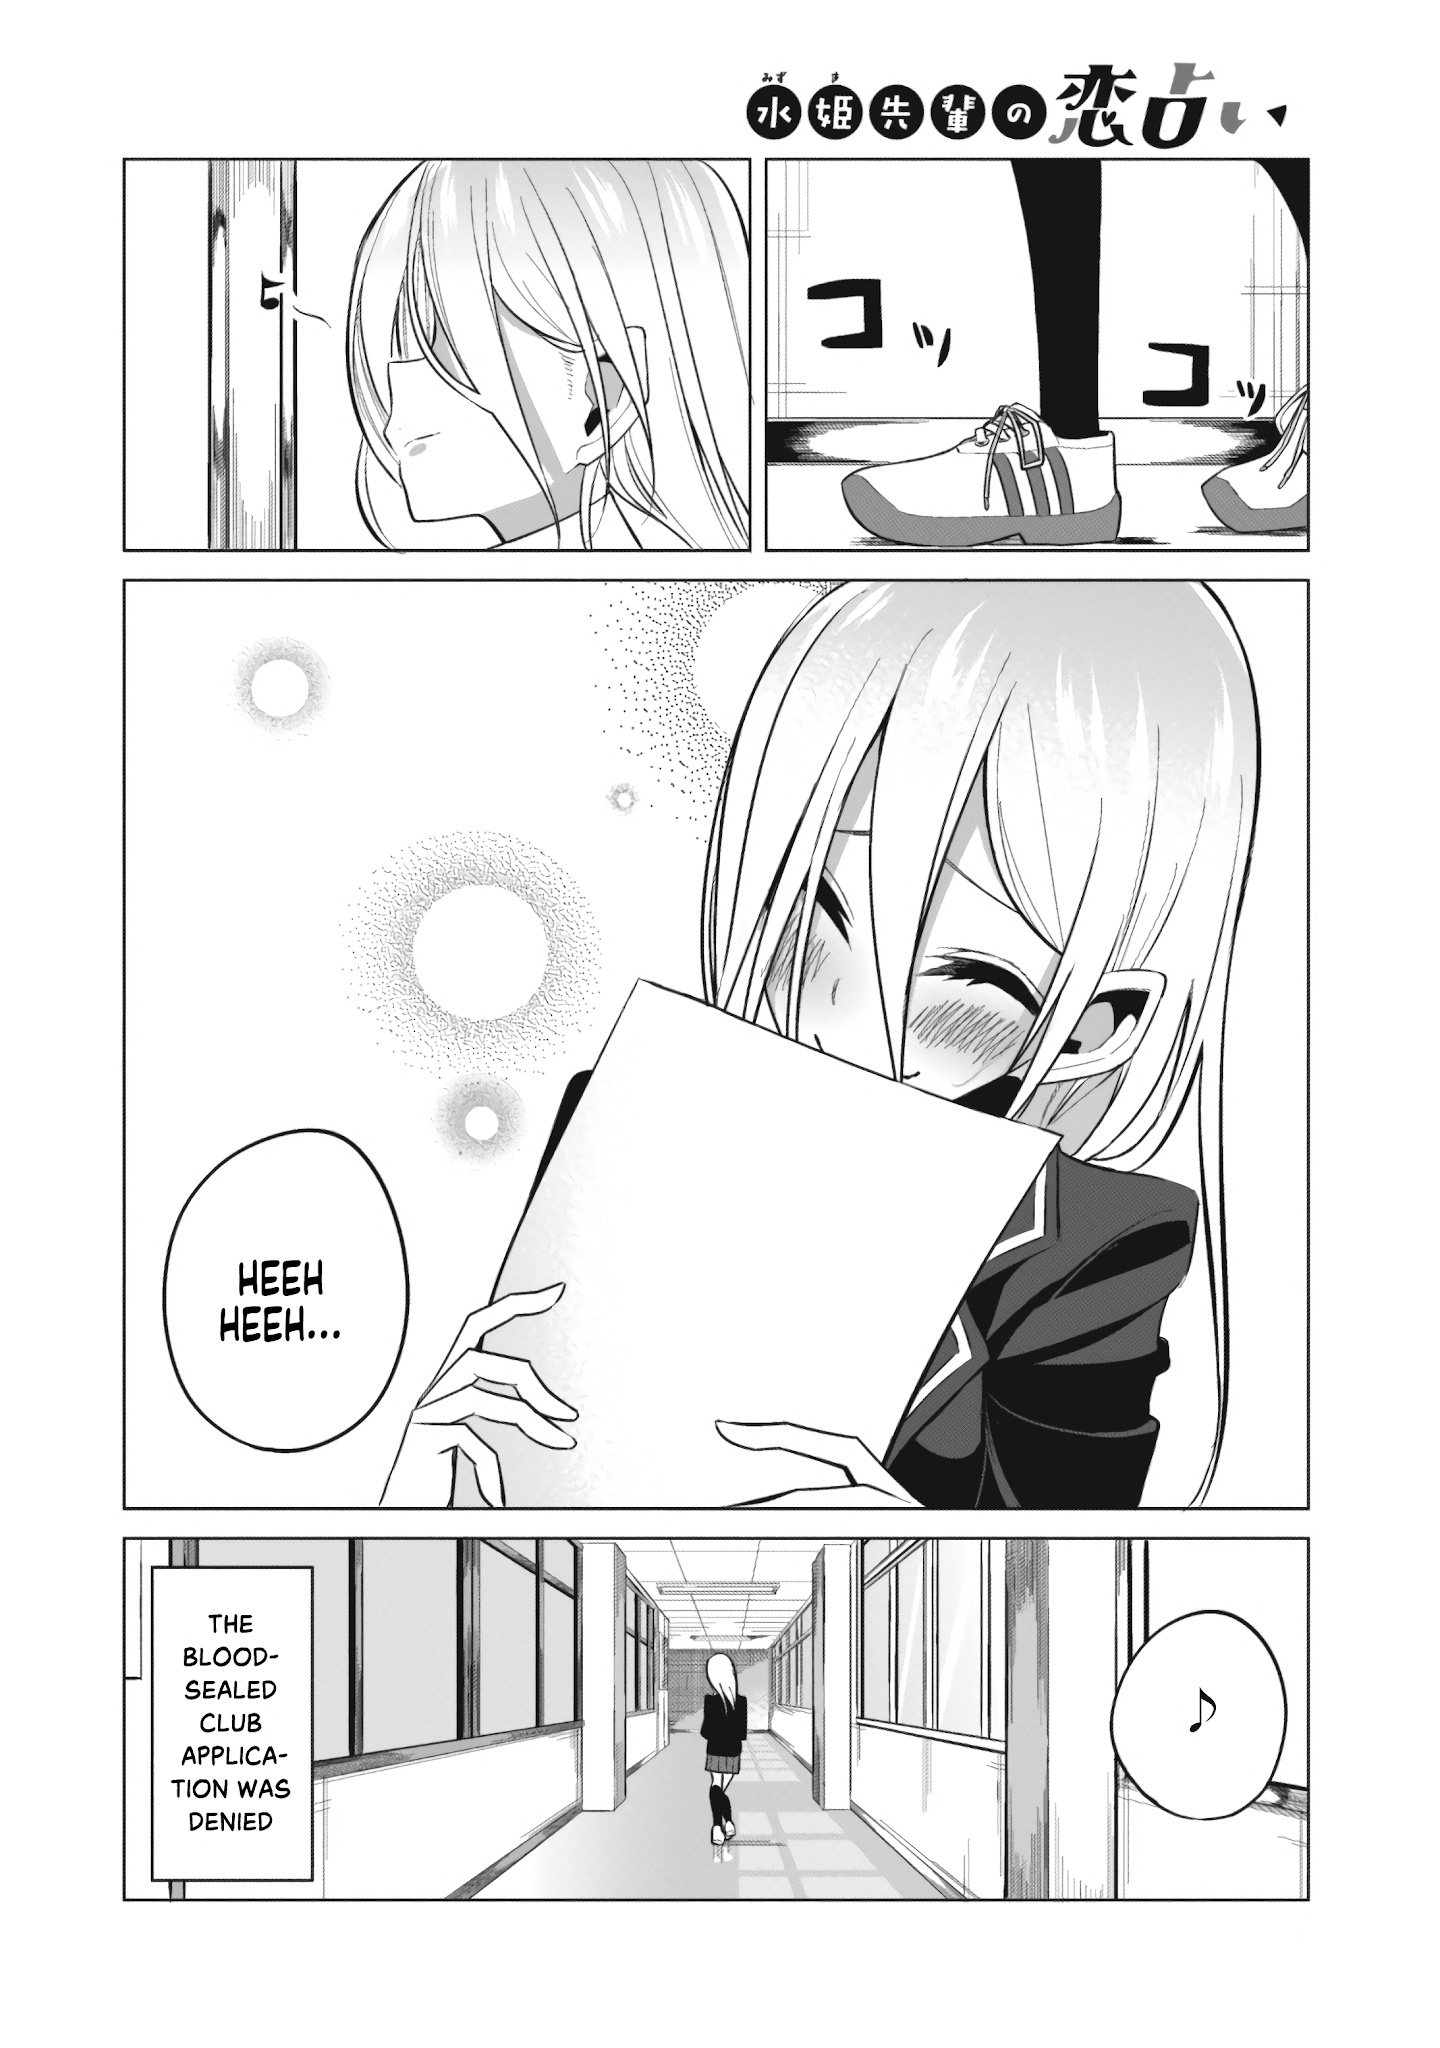 水姫先輩の恋占い
みずき
コッ
コッ
♪
HEEH
HEEH...
♪
THE
BLOOD-
SEALED
CLUB
APPLICA-
TION WAS
DENIED